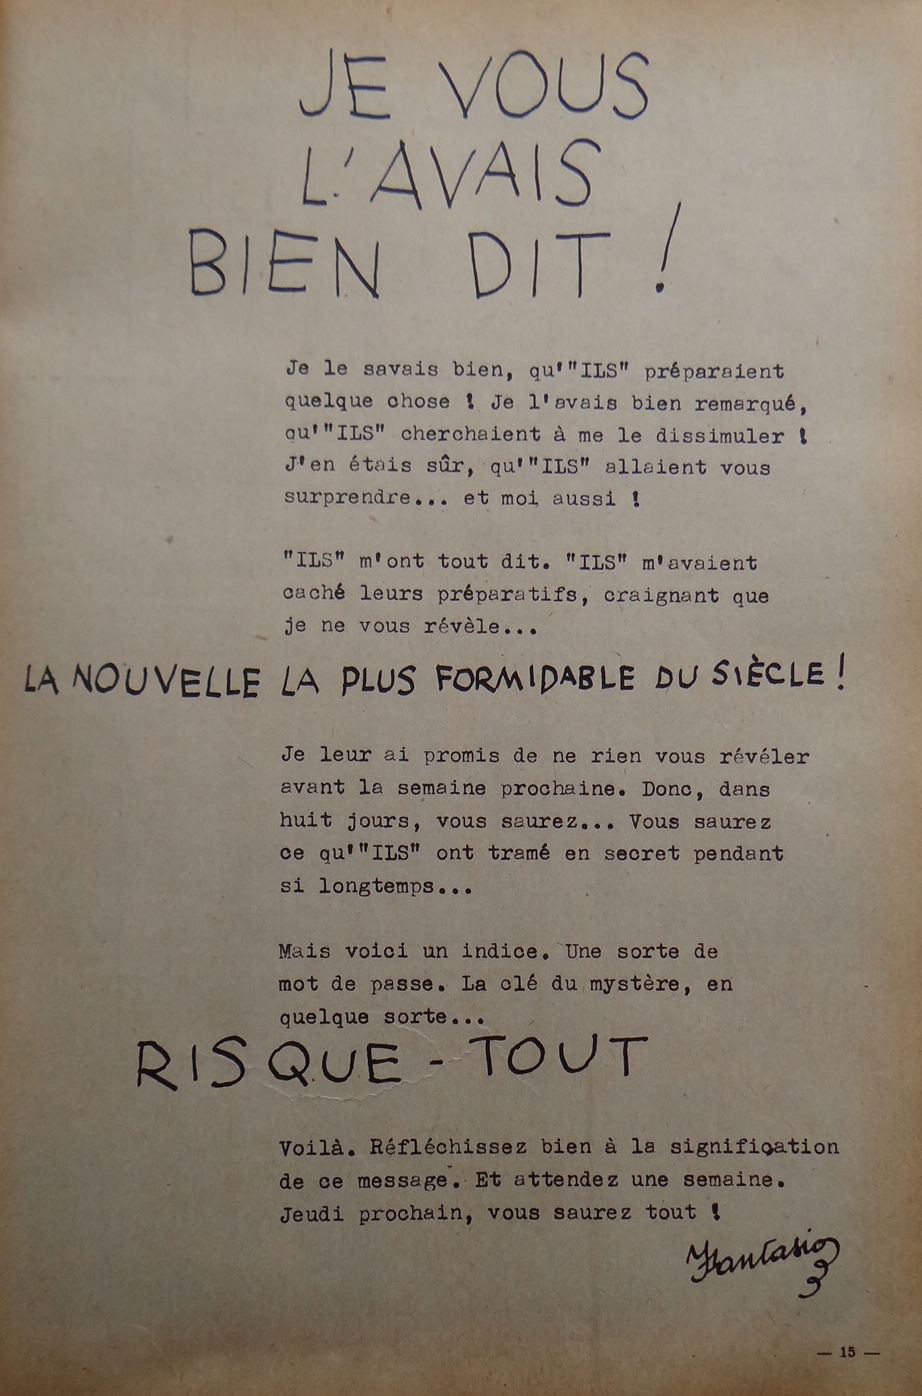 JE VOUS
L'AVAIS
BIEN DIT !
Je le savais bien, qu'"ILS" préparaient
quelque chose ! Je l'avais bien remarqué,
qu'"ILS" cherchaient à me le dissimuler !
J'en étais sûr, qu'"ILS" allaient vous
surprendre... et moi aussi !
"ILS" m'ont tout dit. "ILS" m'avaient
caché leurs préparatifs, craignant que
je ne vous révèle...
LA NOUVELLE LA PLUS FORMIDABLE DU SIÈCLE !
Je leur ai promis de ne rien vous révéler
avant la semaine prochaine. Donc, dans
huit jours, vous saurez... Vous saurez
ce qu'"ILS" ont tramé en secret pendant
si longtemps...
Mais voici un indice. Une sorte de
mot de passe. La clé du mystère, en
quelque sorte...
RISQUE-TOUT
Voilà. Réfléchissez bien à la signification
de ce message. Et attendez une semaine.
Jeudi prochain, vous saurez tout !
Fantasio
— 15 —